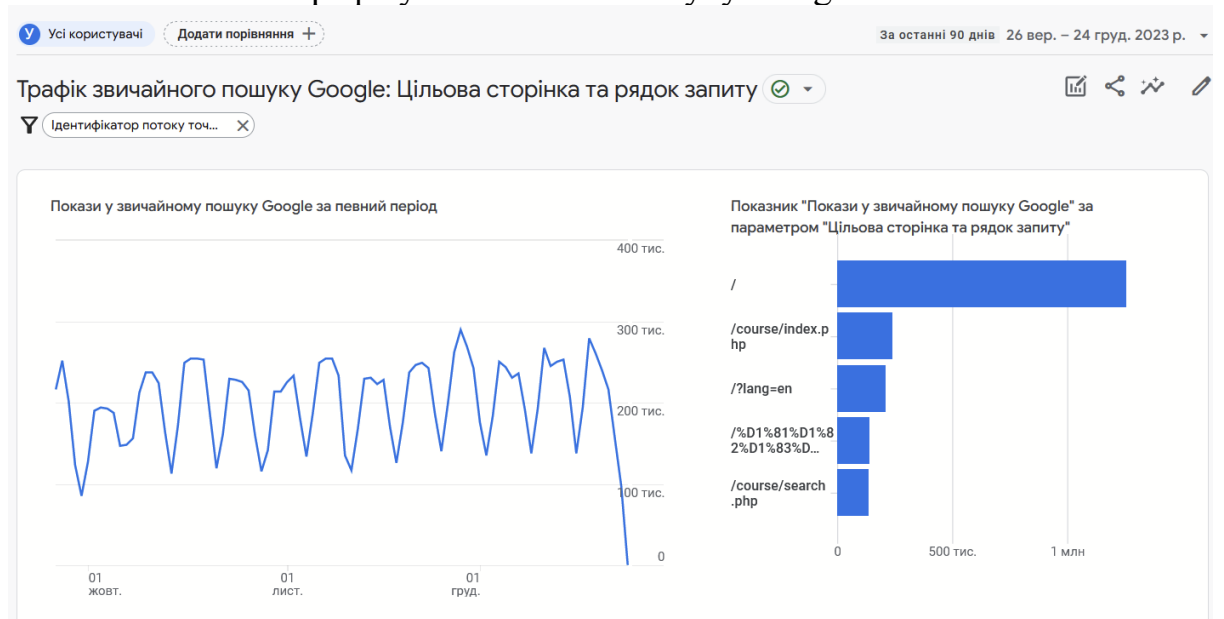 У Усі користувачі Додати порівняння + За останні 90 днів 26 вер. – 24 груд. 2023 р.
Трафік звичайного пошуку Google: Цільова сторінка та рядок запиту
Ідентифікатор потоку точ... X
Покази у звичайному пошуку Google за певний період
400 тис.
300 тис.
200 тис.
100 тис.
0
01 жовт.
01 лист.
01 груд.
Показник "Покази у звичайному пошуку Google" за
параметром "Цільова сторінка та рядок запиту"
/
/course/index.p
hp
/?lang=en
/%D1%81%D1%8
2%D1%83%D...
/course/search
.php
0 500 тис. 1 млн